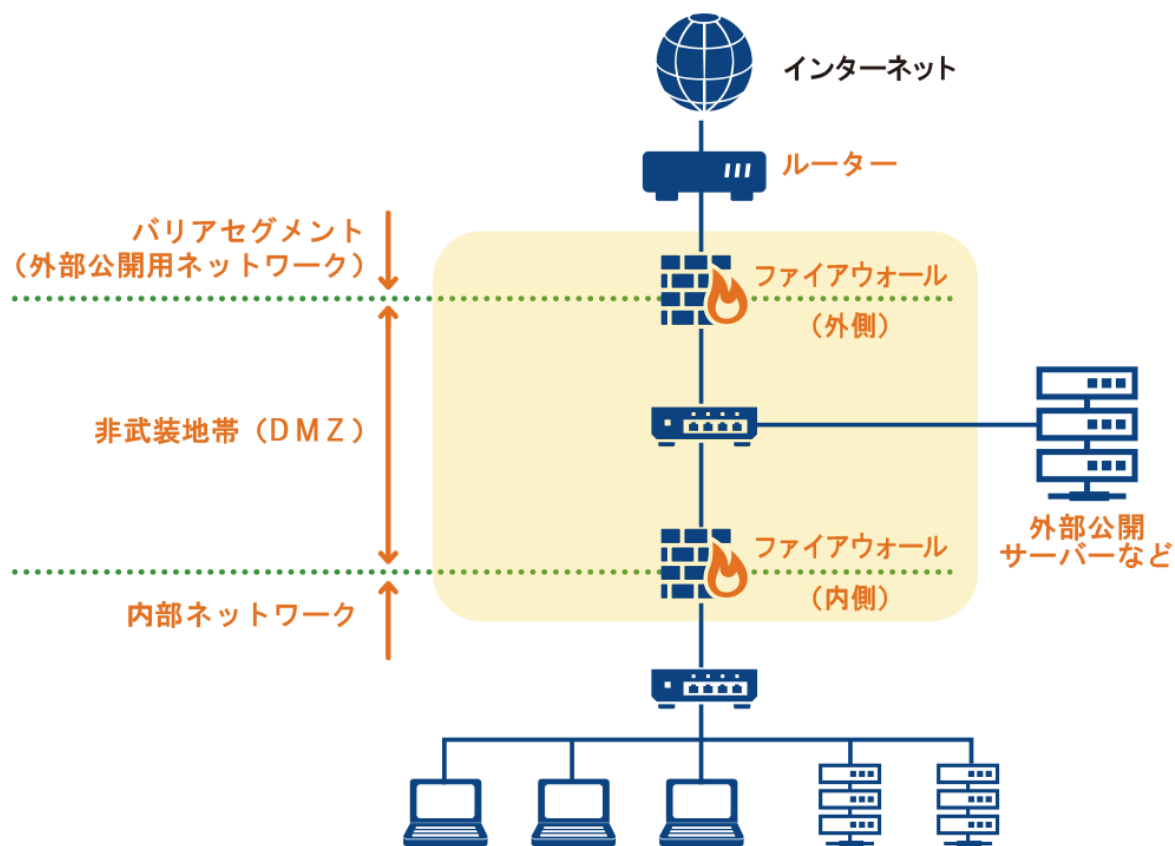 インターネット
ルーター
バリアセグメント
（外部公開用ネットワーク）
ファイアウォール
（外側）
非武装地帯（ＤＭＺ）
外部公開
サーバーなど
ファイアウォール
（内側）
内部ネットワーク